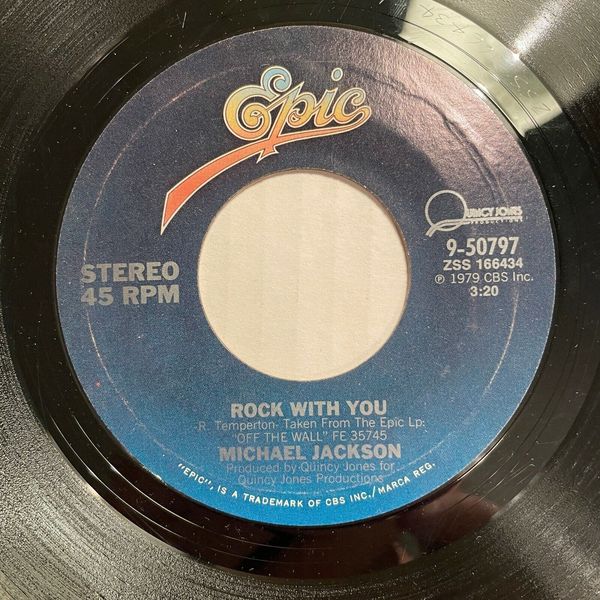 Epic
QUINCY JONES
PRODUCTIONS
9-50797
ZSS 166434
℗ 1979 CBS Inc.
3:20
STEREO
45 RPM
ROCK WITH YOU
-R. Temperton- Taken From The Epic Lp:
"OFF THE WALL" FE 35745
MICHAEL JACKSON
Produced by Quincy Jones for
Quincy Jones Productions
"EPIC", IS A TRADEMARK OF CBS INC./MARCA REG.